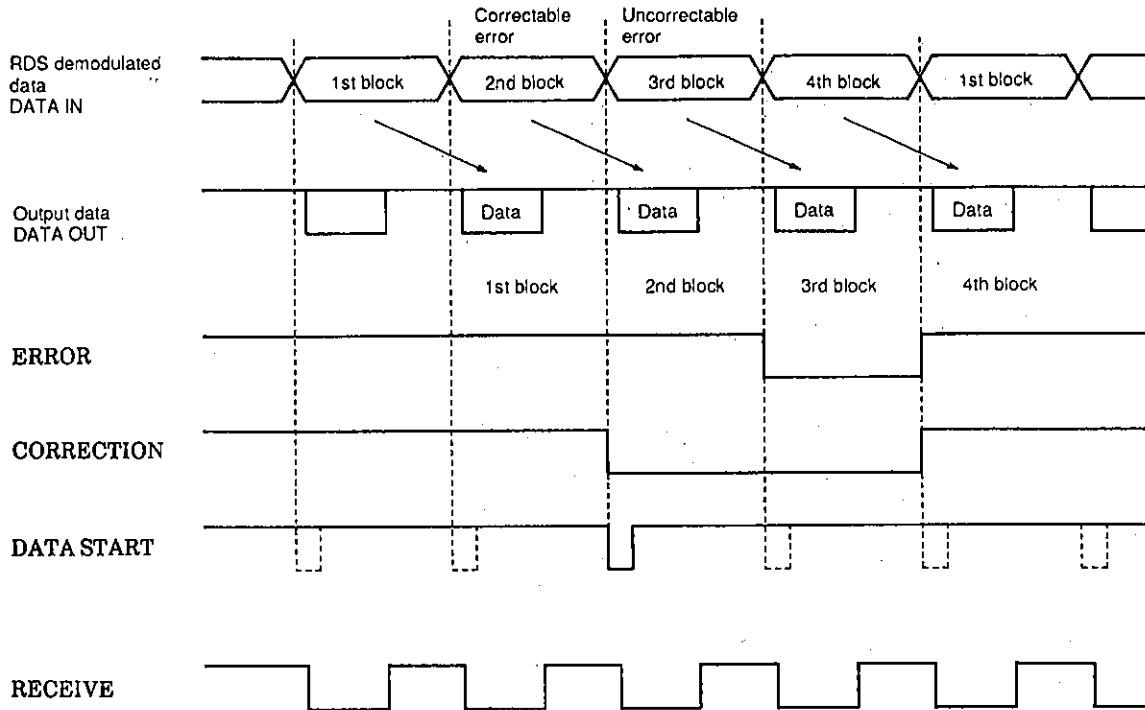 Correctable
error
Uncorrectable
error
RDS demodulated
data
DATA IN
1st block
2nd block
3rd block
4th block
1st block
Output data
DATA OUT
Data
Data
Data
Data
1st block
2nd block
3rd block
4th block
ERROR
CORRECTION
DATA START
RECEIVE